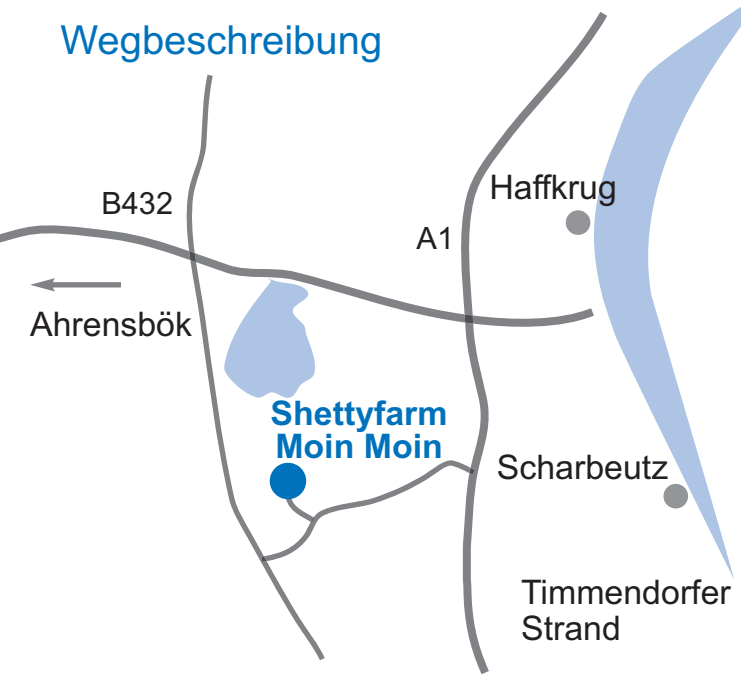 Wegbeschreibung
Haffkrug
B432
A1
Ahrensbök
Shettyfarm
Moin Moin
Scharbeutz
Timmendorfer
Strand